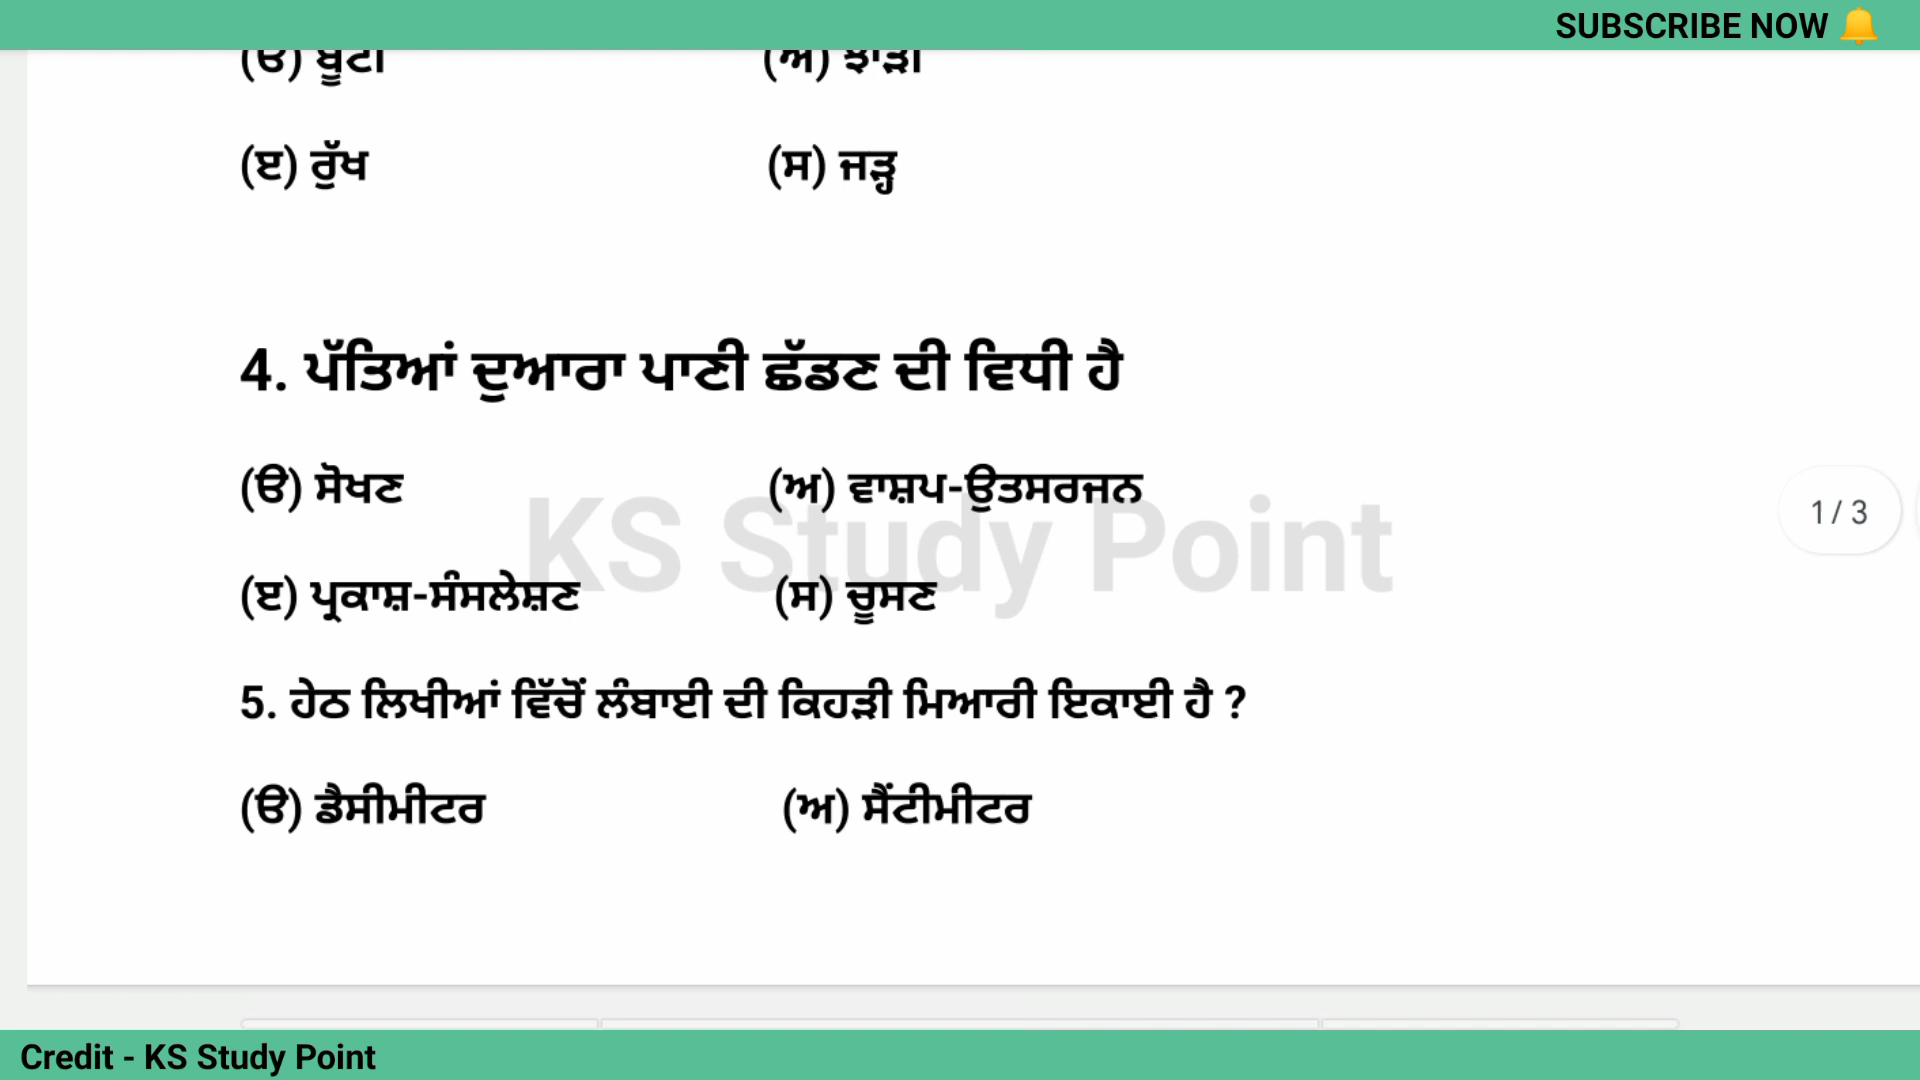 SUBSCRIBE NOW 🔔
(ੳ) ਬੂਟੀ (ਅ) ਝਾੜੀ
(ੲ) ਰੁੱਖ (ਸ) ਜੜ੍ਹ
4. ਪੱਤਿਆਂ ਦੁਆਰਾ ਪਾਣੀ ਛੱਡਣ ਦੀ ਵਿਧੀ ਹੈ
(ੳ) ਸੋਖਣ (ਅ) ਵਾਸ਼ਪ-ਉਤਸਰਜਨ
KS Study Point
1 / 3
(ੲ) ਪ੍ਰਕਾਸ਼-ਸੰਸਲੇਸ਼ਣ (ਸ) ਚੂਸਣ
5. ਹੇਠ ਲਿਖੀਆਂ ਵਿੱਚੋਂ ਲੰਬਾਈ ਦੀ ਕਿਹੜੀ ਮਿਆਰੀ ਇਕਾਈ ਹੈ ?
(ੳ) ਡੈਸੀਮੀਟਰ (ਅ) ਸੈਂਟੀਮੀਟਰ
Credit - KS Study Point